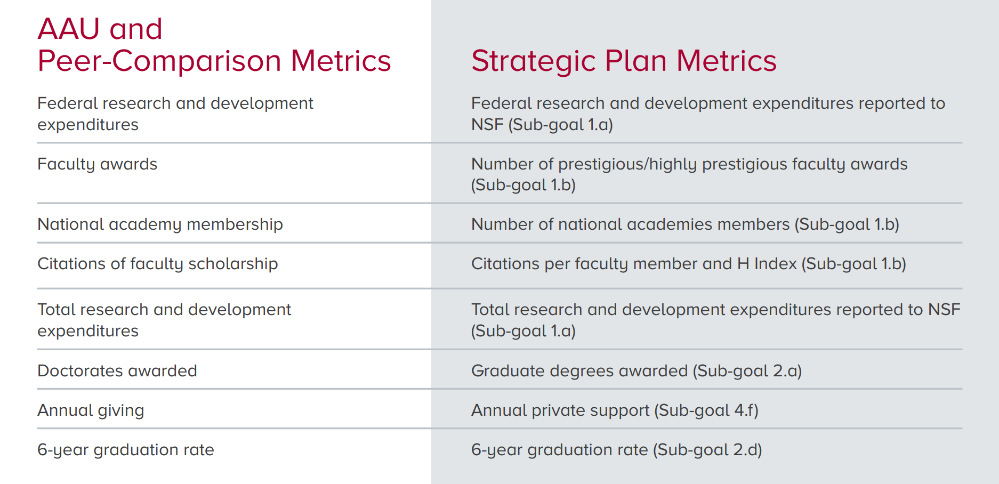 AAU and
Peer-Comparison Metrics
Strategic Plan Metrics
Federal research and development
expenditures
Federal research and development expenditures reported to
NSF (Sub-goal 1.a)
Faculty awards
Number of prestigious/highly prestigious faculty awards
(Sub-goal 1.b)
National academy membership
Number of national academies members (Sub-goal 1.b)
Citations of faculty scholarship
Citations per faculty member and H Index (Sub-goal 1.b)
Total research and development
expenditures
Total research and development expenditures reported to NSF
(Sub-goal 1.a)
Doctorates awarded
Graduate degrees awarded (Sub-goal 2.a)
Annual giving
Annual private support (Sub-goal 4.f)
6-year graduation rate
6-year graduation rate (Sub-goal 2.d)